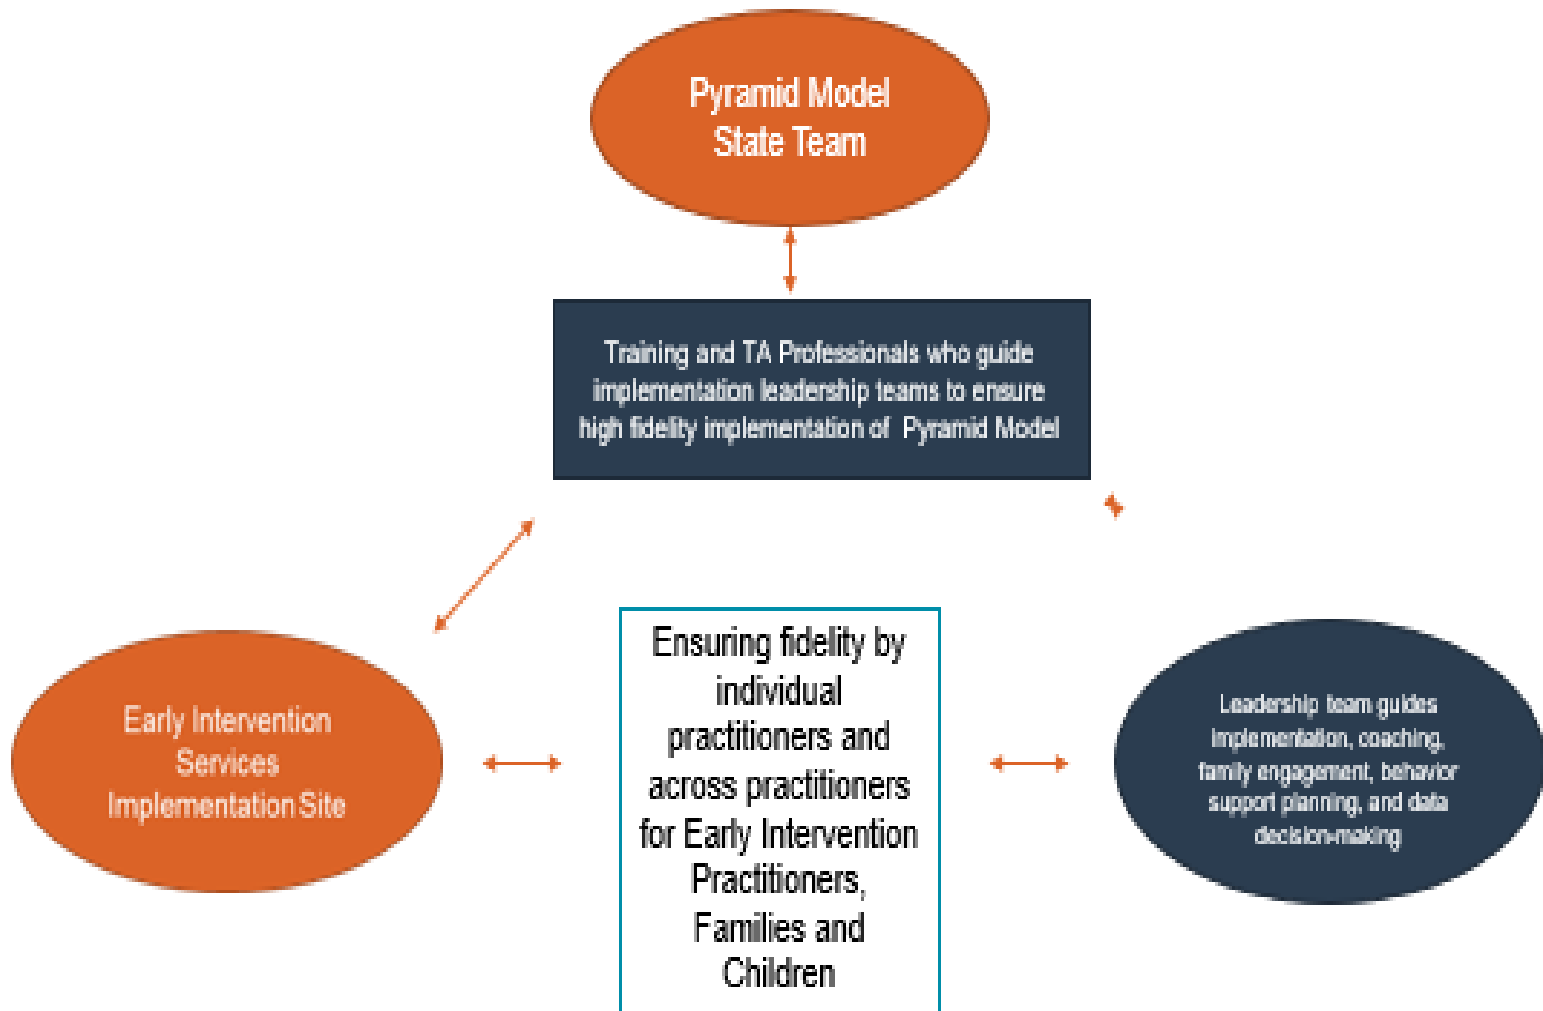 Pyramid Model
State Team
Training and TA Professionals who guide
implementation leadership teams to ensure
high fidelity implementation of Pyramid Model
Early Intervention
Services
Implementation Site
Ensuring fidelity by
individual
practitioners and
across practitioners
for Early Intervention
Practitioners,
Families and
Children
Leadership team guides
implementation, coaching,
family engagement, behavior
support planning, and data
decision-making